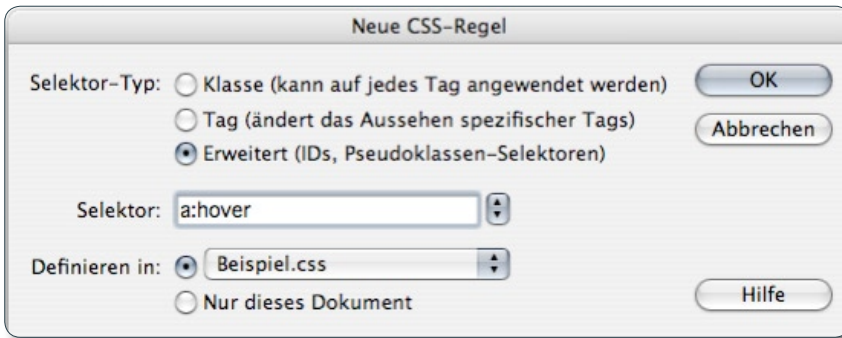 Neue CSS-Regel
Selektor-Typ: Klasse (kann auf jedes Tag angewendet werden)
OK
Tag (ändert das Aussehen spezifischer Tags)
Abbrechen
Erweitert (IDs, Pseudoklassen-Selektoren)
Selektor: a:hover
Definieren in: Beispiel.css
Nur dieses Dokument
Hilfe